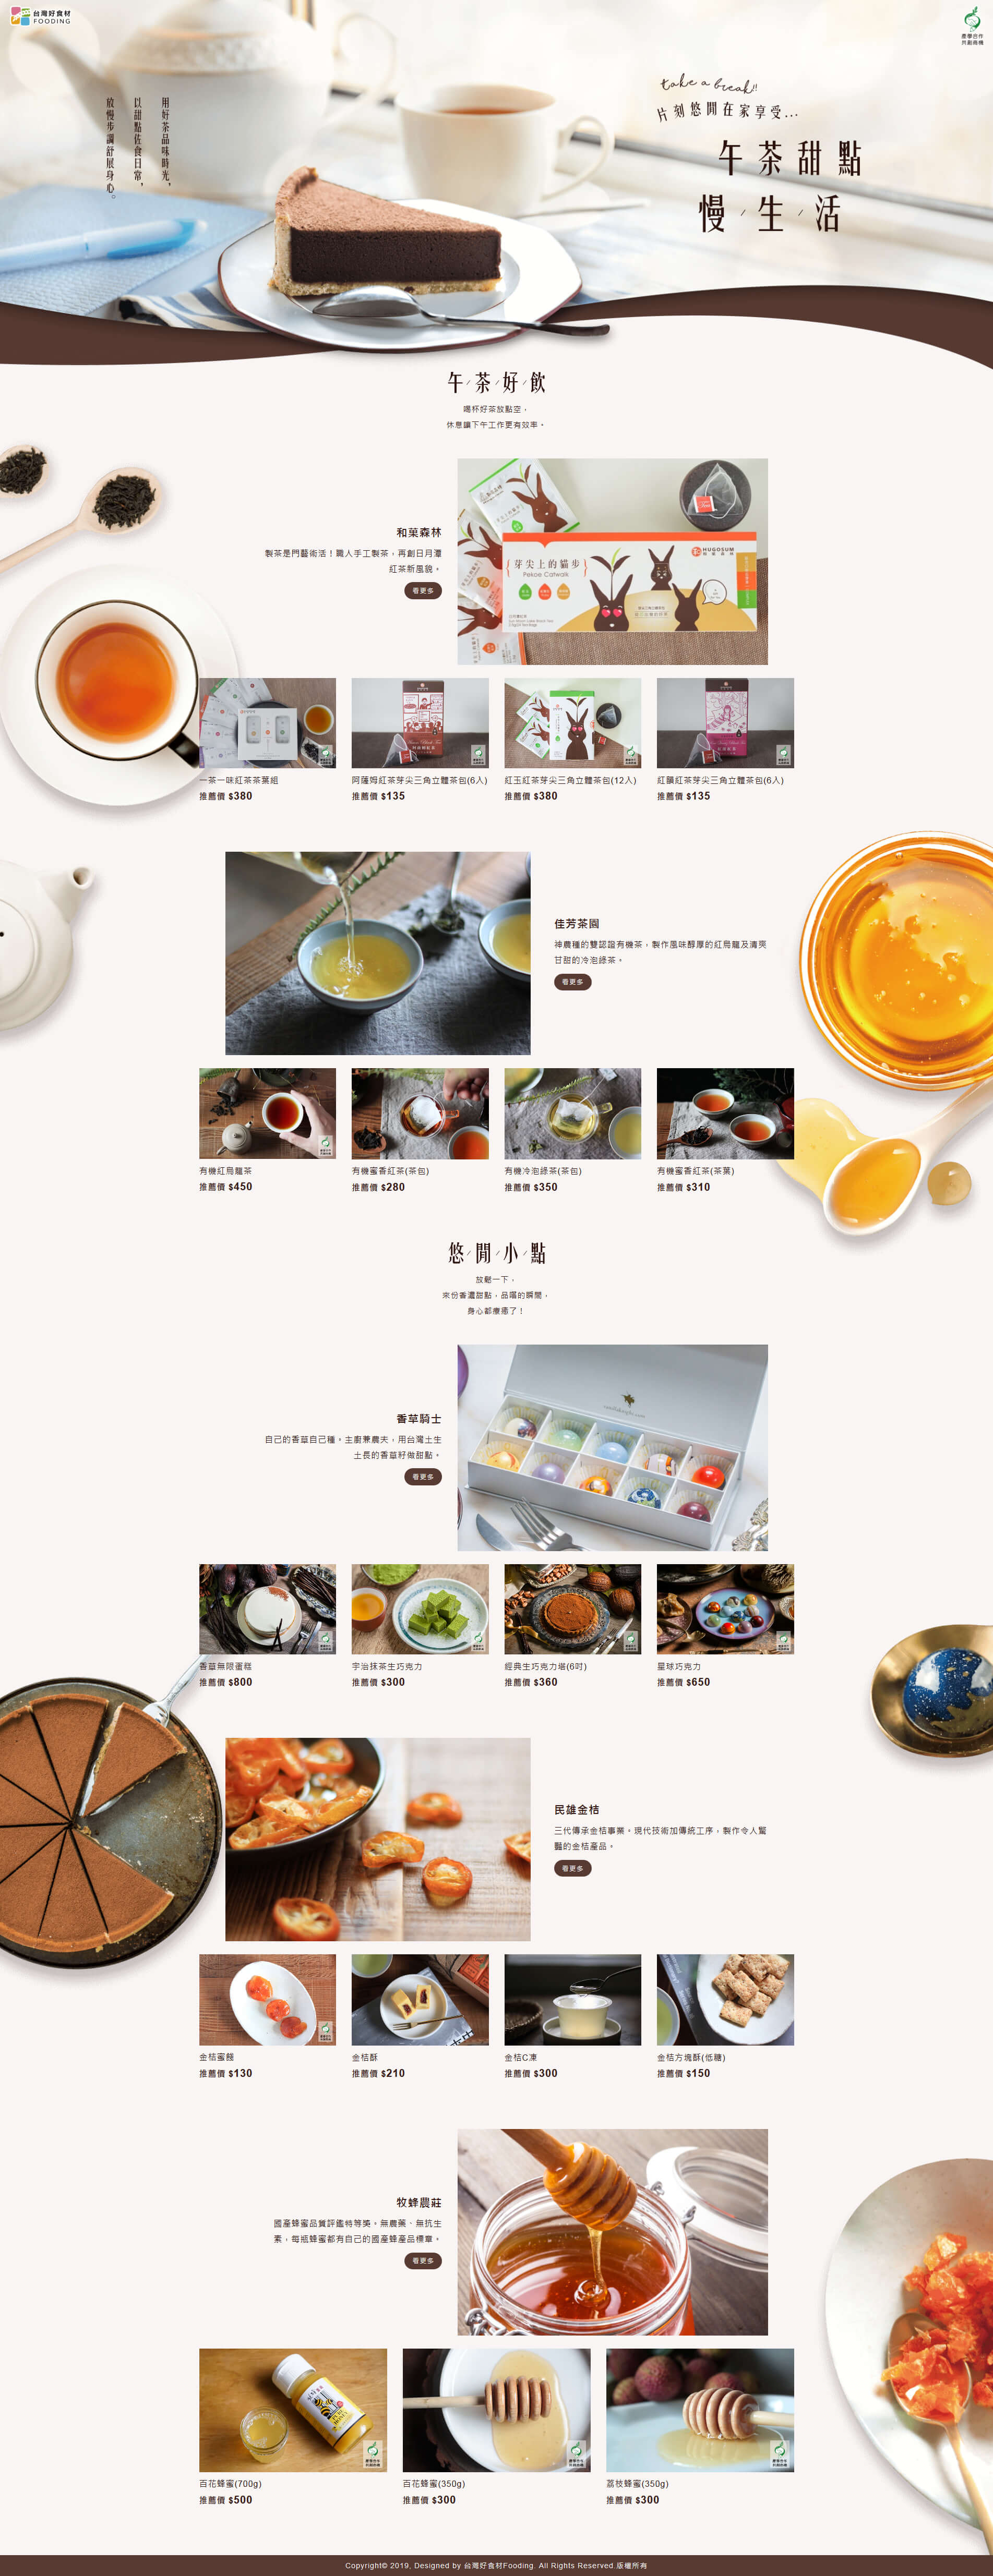 台灣好食材
FOODING
產學合作
共創商機
take a break!!
片刻悠閒在家享受...
午茶甜點
慢生活
用好茶品味時光，
以甜點佐食日常，
放慢步調舒展身心。
午茶好飲
喝杯好茶放點空，
休息讓下午工作更有效率。
和菓森林
製茶是門藝術活！職人手工製茶，再創日月潭
紅茶新風貌。
看更多
HUGOSUM
芽尖上的貓步
Pekoe Catwalk
一茶一味紅茶茶葉組
推薦價 $380
阿薩姆紅茶芽尖三角立體茶包(6入)
推薦價 $135
紅玉紅茶芽尖三角立體茶包(12入)
推薦價 $380
紅韻紅茶芽尖三角立體茶包(6入)
推薦價 $135
佳芳茶園
神農種的雙認證有機茶，製作風味醇厚的紅烏龍及清爽
甘甜的冷泡綠茶。
看更多
有機紅烏龍茶
推薦價 $450
有機蜜香紅茶(茶包)
推薦價 $280
有機冷泡綠茶(茶包)
推薦價 $350
有機蜜香紅茶(茶葉)
推薦價 $310
悠閒小點
放鬆一下，
來份香濃甜點，品嚐的瞬間，
身心都療癒了！
香草騎士
自己的香草自己種。主廚兼農夫，用台灣土生
土長的香草籽做甜點。
看更多
香草無限蛋糕
推薦價 $800
宇治抹茶生巧克力
推薦價 $300
經典生巧克力塔(6吋)
推薦價 $360
星球巧克力
推薦價 $650
民雄金桔
三代傳承金桔事業。現代技術加傳統工序，製作令人驚
豔的金桔產品。
看更多
金桔蜜餞
推薦價 $130
金桔酥
推薦價 $210
金桔C凍
推薦價 $300
金桔方塊酥(低糖)
推薦價 $150
牧蜂農莊
國產蜂蜜品質評鑑特等獎。無農藥、無抗生
素，每瓶蜂蜜都有自己的國產蜂產品標章。
看更多
百花蜂蜜(700g)
推薦價 $500
百花蜂蜜(350g)
推薦價 $300
荔枝蜂蜜(350g)
推薦價 $300
Copyright© 2019, Designed by 台灣好食材Fooding. All Rights Reserved.版權所有